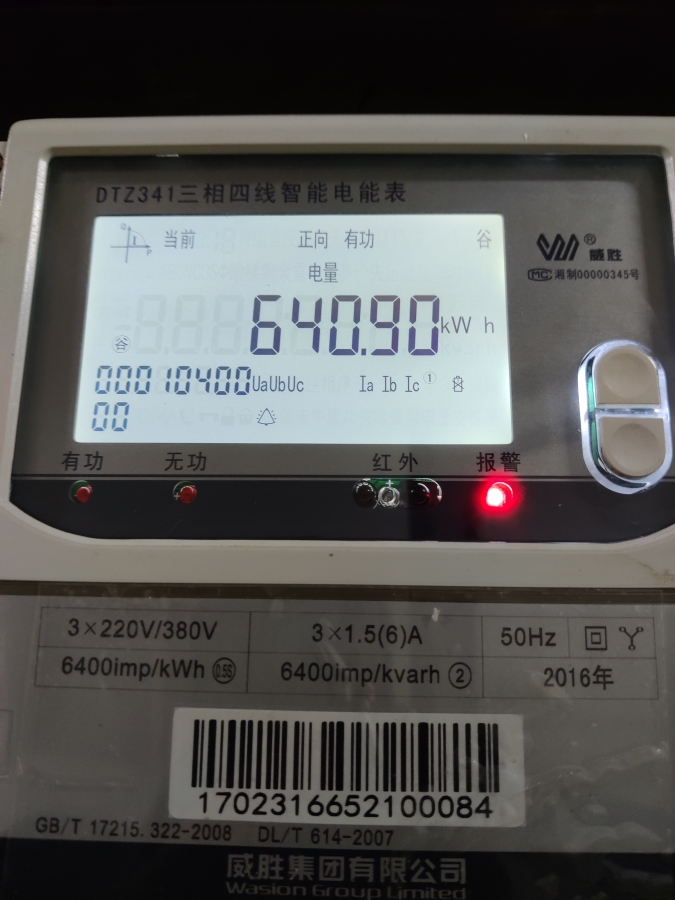 DTZ341三相四线智能电能表
当前 正向 有功 谷
电量
640.90 kW h
谷
00010400 UaUbUc Ia Ib Ic ①
00
威胜®
MC 湘制00000345号
有功 无功 红外 报警
3×220V/380V 3×1.5(6)A 50Hz
6400imp/kWh 0.5S 6400imp/kvarh ② 2016年
1702316652100084
GB/T 17215.322-2008 DL/T 614-2007
威胜集团有限公司
Wasion Group Limited